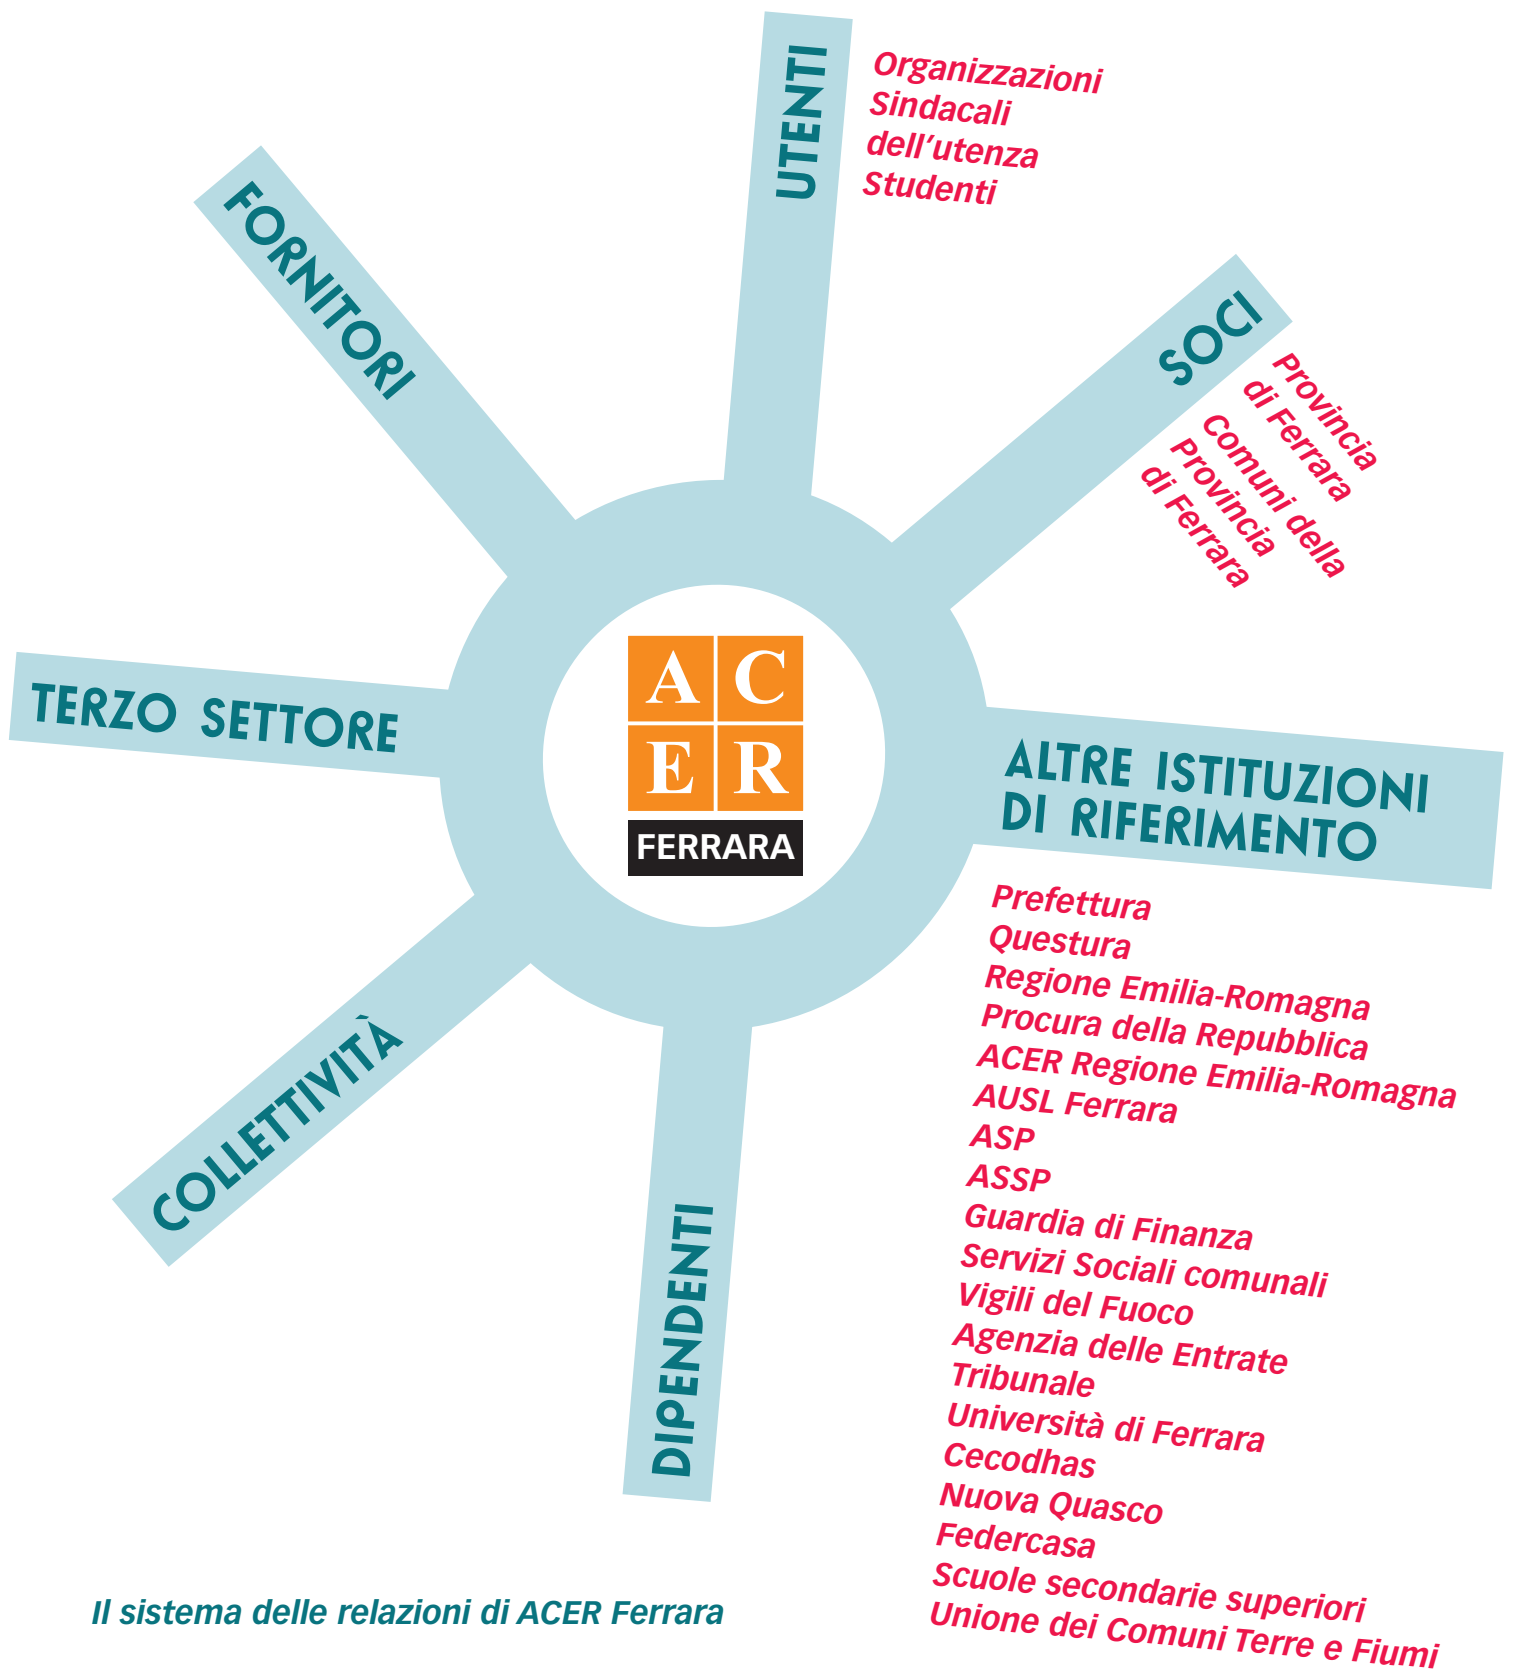 UTENTI
Organizzazioni
Sindacali
dell'utenza
Studenti
FORNITORI
SOCI
Provincia
di Ferrara
Comuni della
Provincia
di Ferrara
TERZO SETTORE
A C
E R
FERRARA
ALTRE ISTITUZIONI
DI RIFERIMENTO
Prefettura
Questura
Regione Emilia-Romagna
Procura della Repubblica
ACER Regione Emilia-Romagna
AUSL Ferrara
ASP
ASSP
Guardia di Finanza
Servizi Sociali comunali
Vigili del Fuoco
Agenzia delle Entrate
Tribunale
Università di Ferrara
Cecodhas
Nuova Quasco
Federcasa
Scuole secondarie superiori
Unione dei Comuni Terre e Fiumi
COLLETTIVITÀ
DIPENDENTI
Il sistema delle relazioni di ACER Ferrara